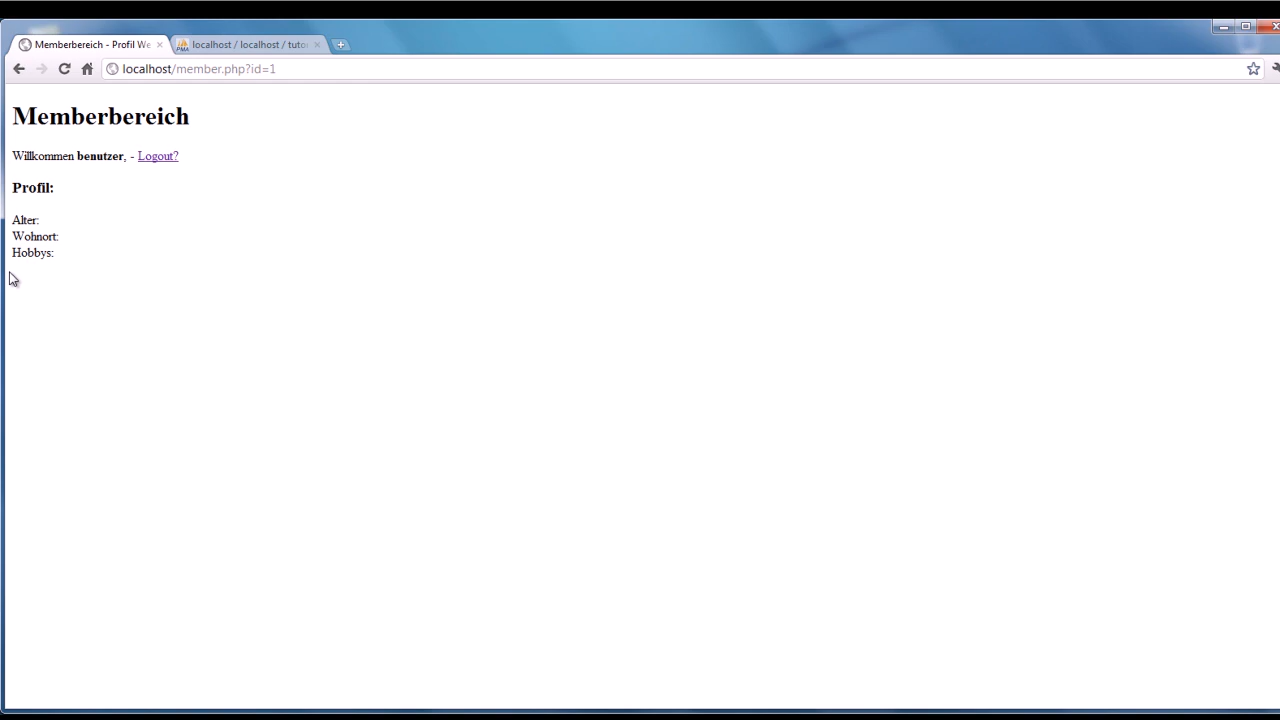 Memberbereich - Profil We
localhost / localhost / tuto
localhost/member.php?id=1
Memberbereich
Willkommen benutzer, - Logout?
Profil:
Alter:
Wohnort:
Hobbys: